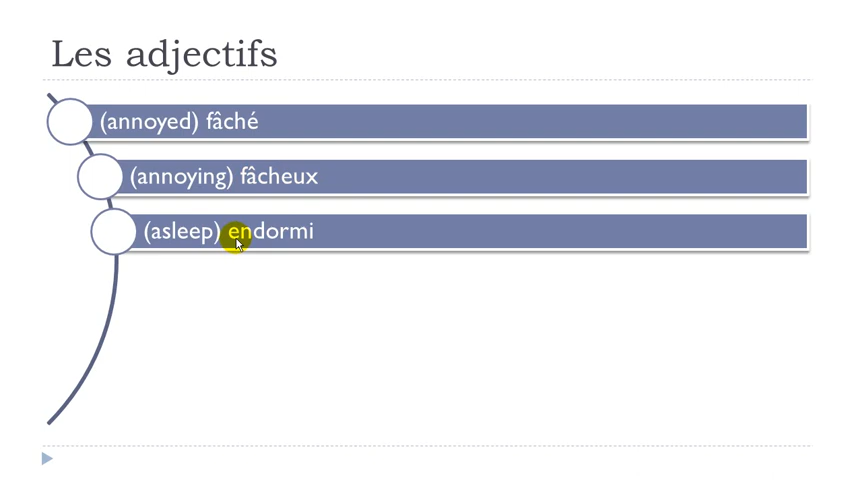 Les adjectifs
(annoyed) fâché
(annoying) fâcheux
(asleep) endormi